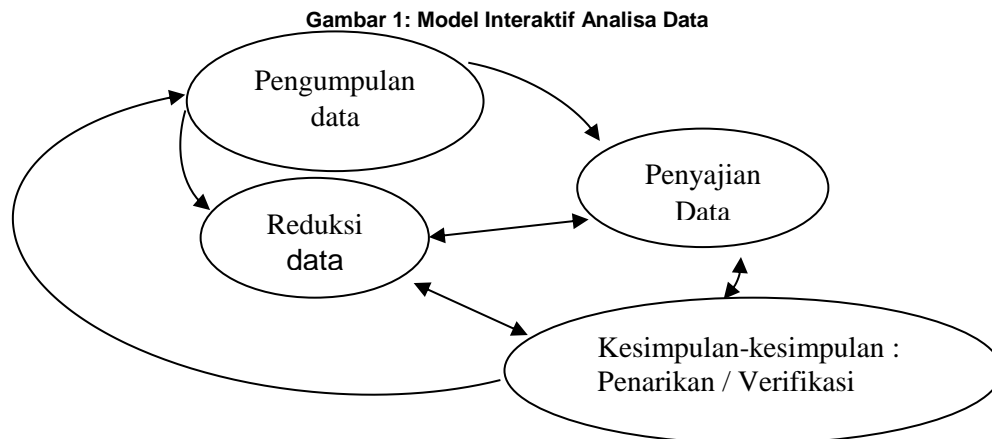 Gambar 1: Model Interaktif Analisa Data
Pengumpulan
data
Penyajian
Data
Reduksi
data
Kesimpulan-kesimpulan :
Penarikan / Verifikasi